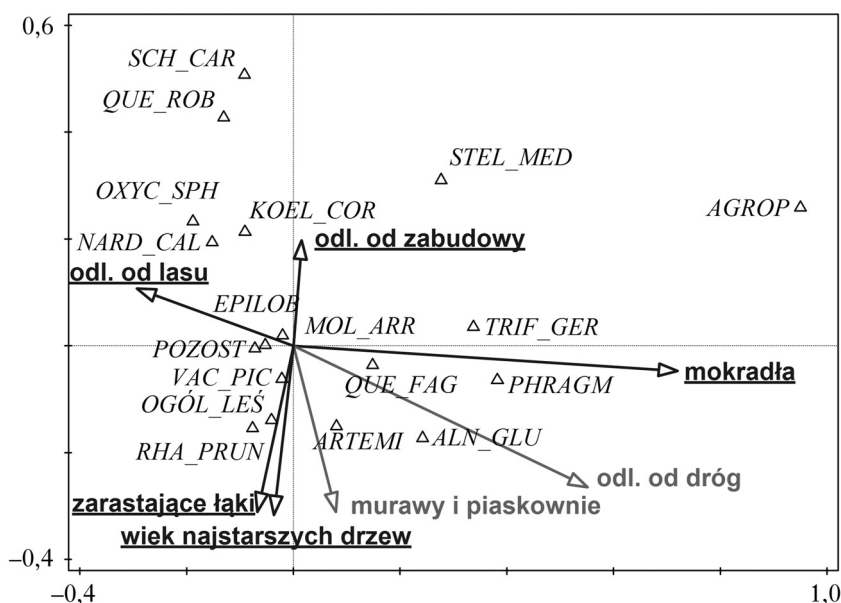 0,6
SCH_CAR
QUE_ROB
STEL_MED
OXYC_SPH
KOEL_COR
AGROP
NARD_CAL
odl. od zabudowy
odl. od lasu
EPILOB
MOL_ARR
TRIF_GER
POZOST
mokradła
VAC_PIC
QUE_FAG
PHRAGM
OGÓL_LEŚ
RHA_PRUN
ARTEMI
ALN_GLU
odl. od dróg
zarastające łąki
murawy i piaskownie
wiek najstarszych drzew
–0,4
–0,4
1,0